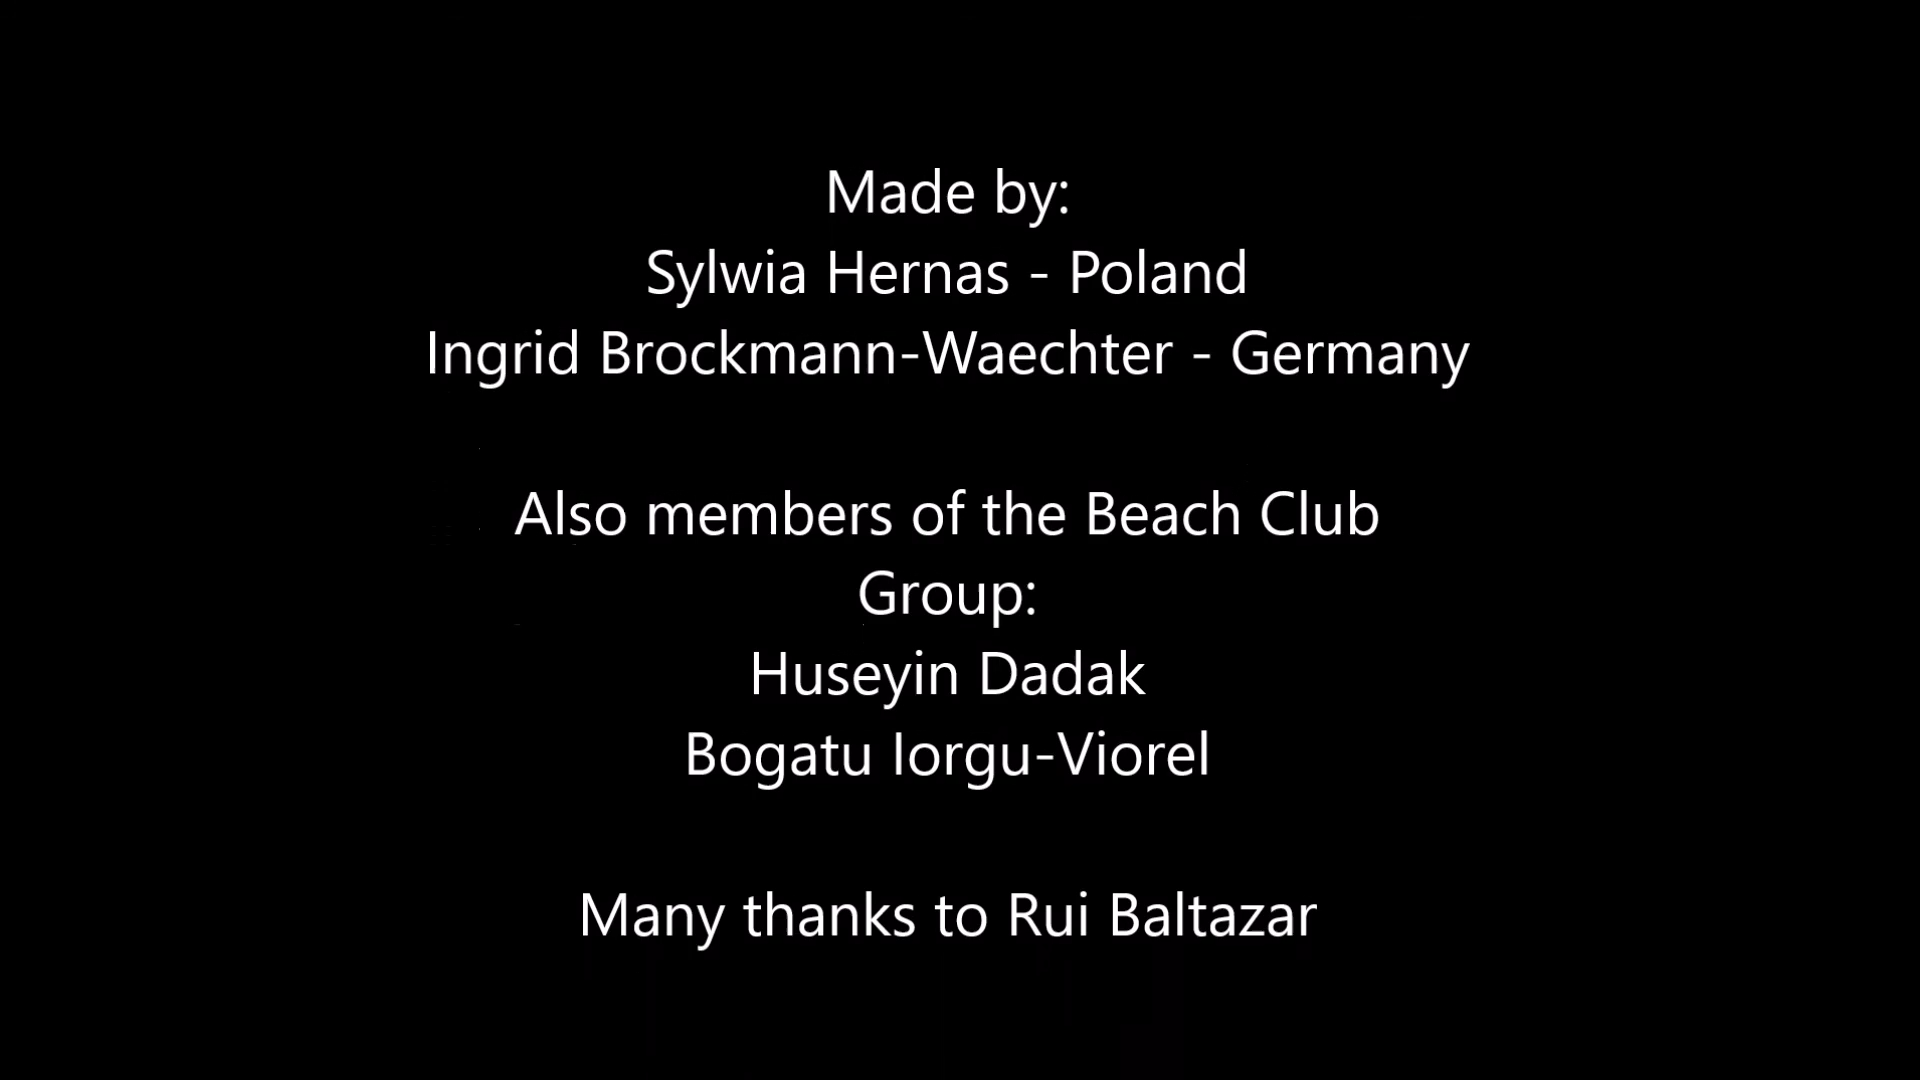 Made by:
Sylwia Hernas - Poland
Ingrid Brockmann-Waechter - Germany
Also members of the Beach Club
Group:
Huseyin Dadak
Bogatu Iorgu-Viorel
Many thanks to Rui Baltazar